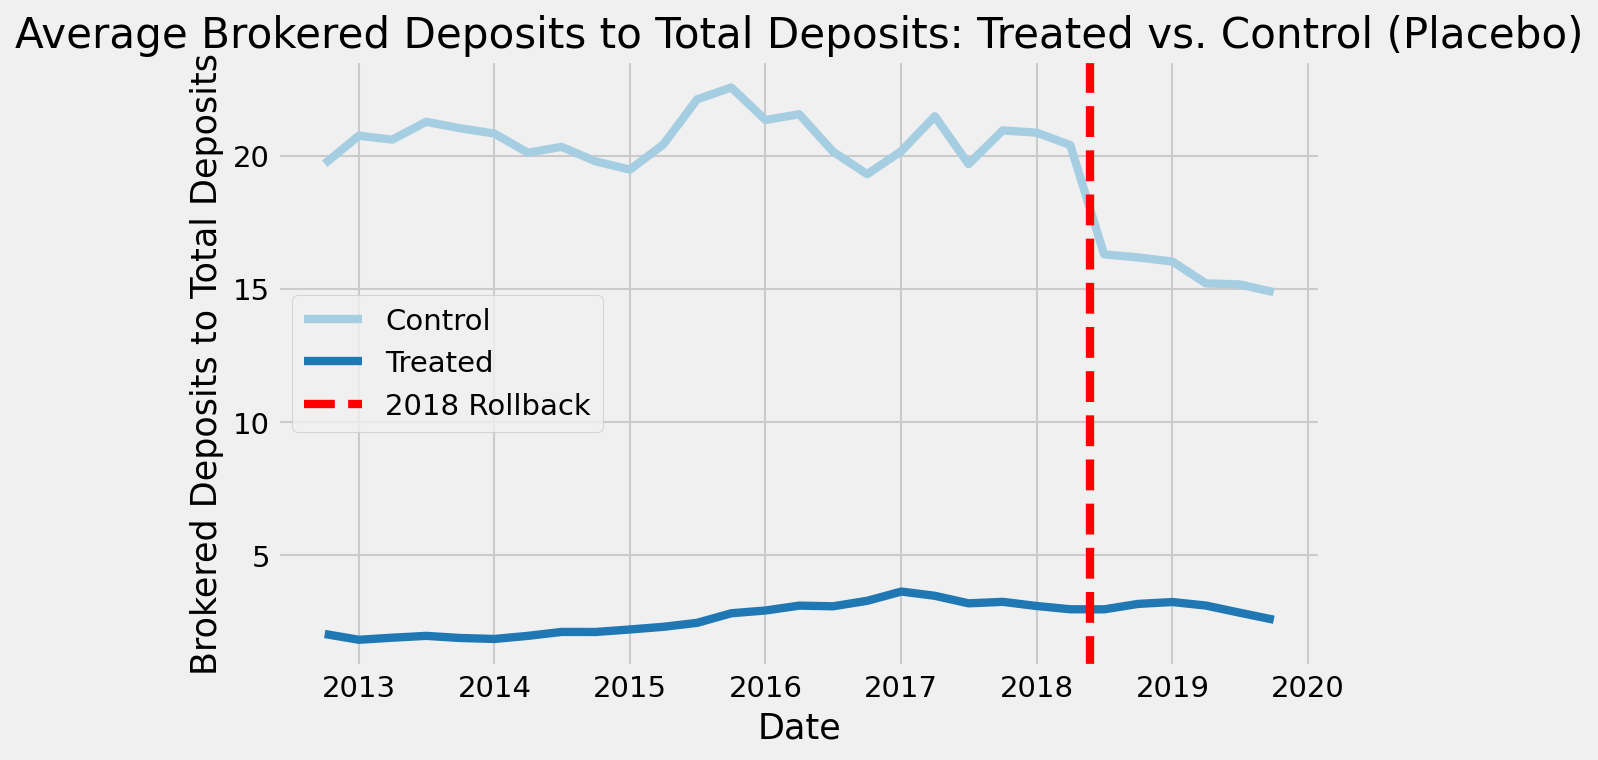 Average Brokered Deposits to Total Deposits: Treated vs. Control (Placebo)
Brokered Deposits to Total Deposits
20
15
10
5
Control
Treated
2018 Rollback
2013 2014 2015 2016 2017 2018 2019 2020
Date